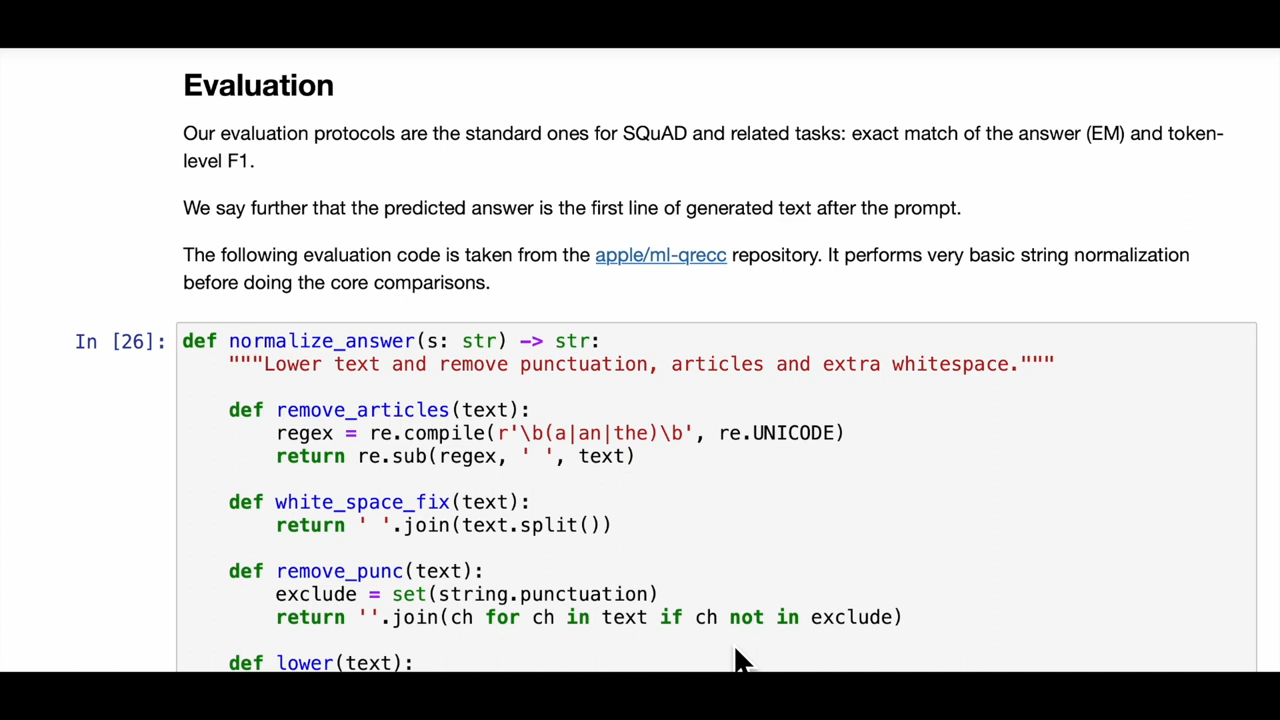 Evaluation
Our evaluation protocols are the standard ones for SQuAD and related tasks: exact match of the answer (EM) and token-
level F1.
We say further that the predicted answer is the first line of generated text after the prompt.
The following evaluation code is taken from the apple/ml-qrecc repository. It performs very basic string normalization
before doing the core comparisons.
In [26]: def normalize_answer(s: str) -> str:
    """Lower text and remove punctuation, articles and extra whitespace."""
    def remove_articles(text):
        regex = re.compile(r'\b(a|an|the)\b', re.UNICODE)
        return re.sub(regex, ' ', text)
    def white_space_fix(text):
        return ' '.join(text.split())
    def remove_punc(text):
        exclude = set(string.punctuation)
        return ''.join(ch for ch in text if ch not in exclude)
    def lower(text):